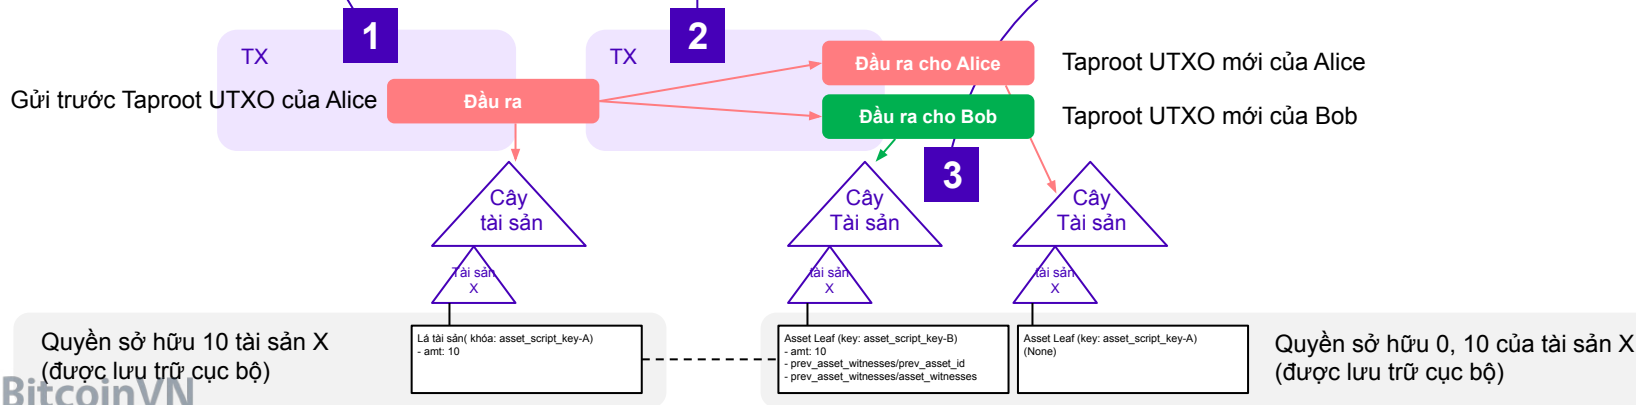 1
2
TX
TX
Đầu ra cho Alice
Taproot UTXO mới của Alice
Gửi trước Taproot UTXO của Alice
Đầu ra
Đầu ra cho Bob
Taproot UTXO mới của Bob
3
Cây
tài sản
Cây
Tài sản
Cây
Tài sản
Tài sản
X
tài sản
X
tài sản
X
Quyền sở hữu 10 tài sản X
(được lưu trữ cục bộ)
Lá tài sản( khóa: asset_script_key-A)
- amt: 10
Asset Leaf (key: asset_script_key-B)
- amt: 10
- prev_asset_witnesses/prev_asset_id
- prev_asset_witnesses/asset_witnesses
Asset Leaf (key: asset_script_key-A)
(None)
Quyền sở hữu 0, 10 của tài sản X
(được lưu trữ cục bộ)
BitcoinVN